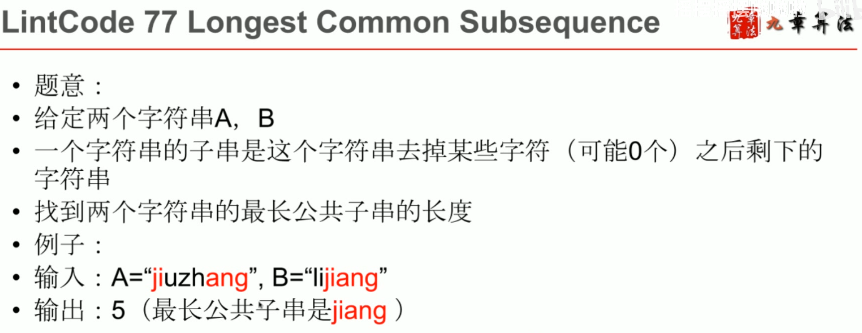 LintCode 77 Longest Common Subsequence
九章算法
九章算法
• 题意：
• 给定两个字符串A，B
• 一个字符串的子串是这个字符串去掉某些字符（可能0个）之后剩下的
字符串
• 找到两个字符串的最长公共子串的长度
• 例子：
• 输入：A=“jiuzhang”, B=“lijiang”
• 输出：5（最长公共子串是jiang ）